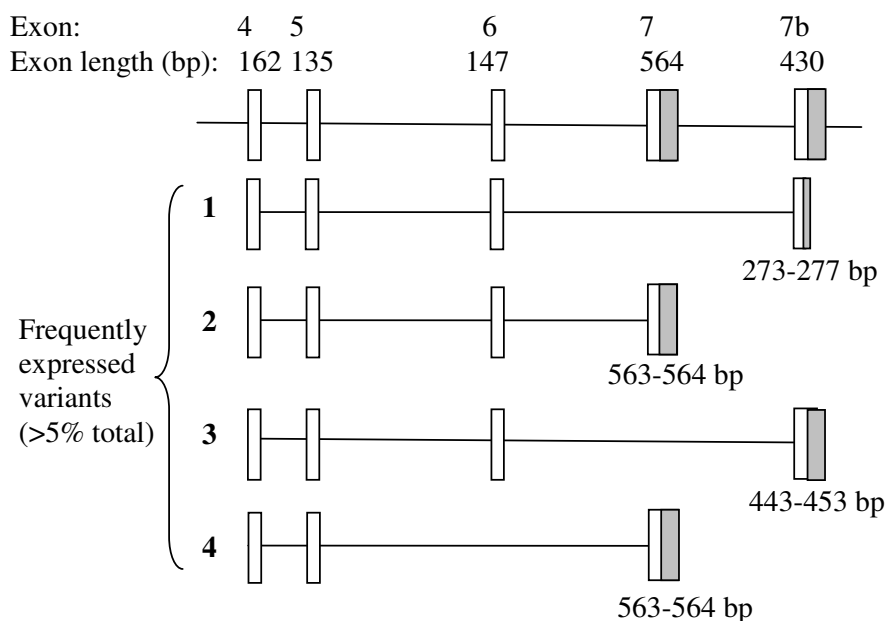 Exon: 4 5 6 7 7b
Exon length (bp): 162 135 147 564 430
1
273-277 bp
2
563-564 bp
Frequently
expressed
variants
(>5% total)
3
443-453 bp
4
563-564 bp